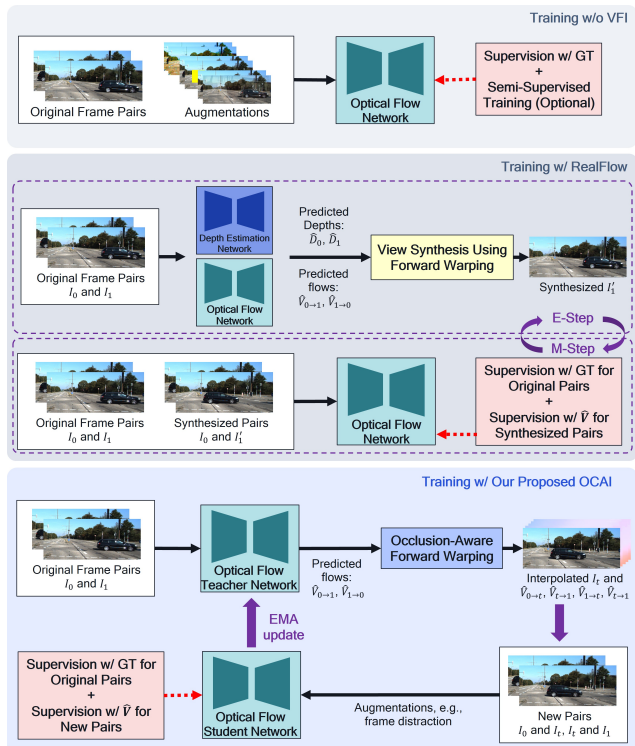 Training w/o VFI
Original Frame Pairs
Augmentations
Optical Flow
Network
Supervision w/ GT
+
Semi-Supervised
Training (Optional)
Training w/ RealFlow
Original Frame Pairs
I₀ and I₁
Depth Estimation
Network
Optical Flow
Network
Predicted
Depths:
D̂₀, D̂₁
Predicted
flows:
V̂₀→₁, V̂₁→₀
View Synthesis Using
Forward Warping
Synthesized I₁′
E-Step
M-Step
Original Frame Pairs
I₀ and I₁
Synthesized Pairs
I₀ and I₁′
Optical Flow
Network
Supervision w/ GT for
Original Pairs
+
Supervision w/ V̂ for
Synthesized Pairs
Training w/ Our Proposed OCAI
Original Frame Pairs
I₀ and I₁
Optical Flow
Teacher Network
Predicted
flows:
V̂₀→₁, V̂₁→₀
Occlusion-Aware
Forward Warping
Interpolated Iₜ and
V̂₀→ₜ, V̂ₜ→₁, V̂₁→ₜ, V̂ₜ→₁
EMA
update
Supervision w/ GT for
Original Pairs
+
Supervision w/ V̂ for
New Pairs
Optical Flow
Student Network
Augmentations, e.g.,
frame distraction
New Pairs
I₀ and Iₜ, Iₜ and I₁